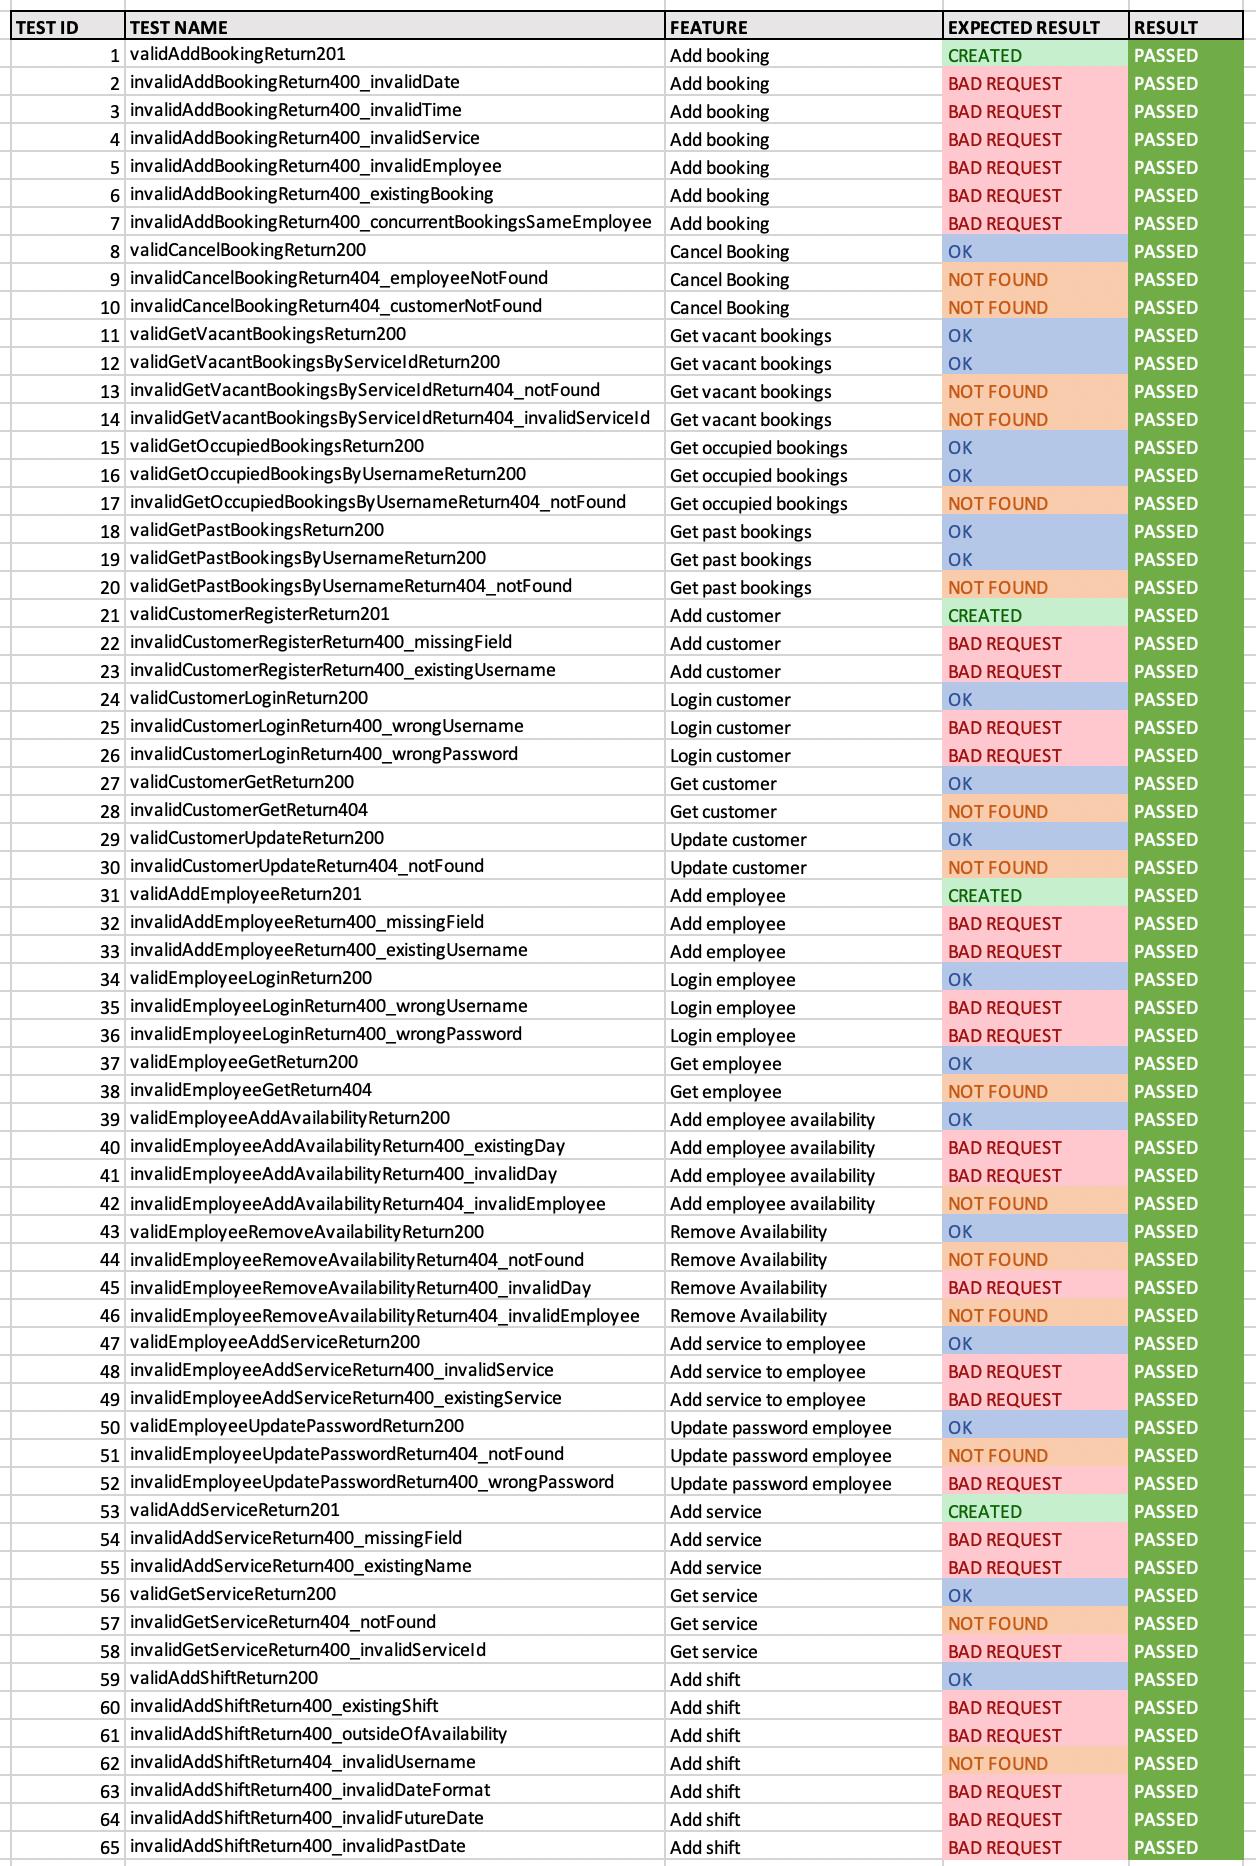 TEST ID TEST NAME FEATURE EXPECTED RESULT RESULT
1 validAddBookingReturn201 Add booking CREATED PASSED
2 invalidAddBookingReturn400_invalidDate Add booking BAD REQUEST PASSED
3 invalidAddBookingReturn400_invalidTime Add booking BAD REQUEST PASSED
4 invalidAddBookingReturn400_invalidService Add booking BAD REQUEST PASSED
5 invalidAddBookingReturn400_invalidEmployee Add booking BAD REQUEST PASSED
6 invalidAddBookingReturn400_existingBooking Add booking BAD REQUEST PASSED
7 invalidAddBookingReturn400_concurrentBookingsSameEmployee Add booking BAD REQUEST PASSED
8 validCancelBookingReturn200 Cancel Booking OK PASSED
9 invalidCancelBookingReturn404_employeeNotFound Cancel Booking NOT FOUND PASSED
10 invalidCancelBookingReturn404_customerNotFound Cancel Booking NOT FOUND PASSED
11 validGetVacantBookingsReturn200 Get vacant bookings OK PASSED
12 validGetVacantBookingsByServiceIdReturn200 Get vacant bookings OK PASSED
13 invalidGetVacantBookingsByServiceIdReturn404_notFound Get vacant bookings NOT FOUND PASSED
14 invalidGetVacantBookingsByServiceIdReturn404_invalidServiceId Get vacant bookings NOT FOUND PASSED
15 validGetOccupiedBookingsReturn200 Get occupied bookings OK PASSED
16 validGetOccupiedBookingsByUsernameReturn200 Get occupied bookings OK PASSED
17 invalidGetOccupiedBookingsByUsernameReturn404_notFound Get occupied bookings NOT FOUND PASSED
18 validGetPastBookingsReturn200 Get past bookings OK PASSED
19 validGetPastBookingsByUsernameReturn200 Get past bookings OK PASSED
20 validGetPastBookingsByUsernameReturn404_notFound Get past bookings NOT FOUND PASSED
21 validCustomerRegisterReturn201 Add customer CREATED PASSED
22 invalidCustomerRegisterReturn400_missingField Add customer BAD REQUEST PASSED
23 invalidCustomerRegisterReturn400_existingUsername Add customer BAD REQUEST PASSED
24 validCustomerLoginReturn200 Login customer OK PASSED
25 invalidCustomerLoginReturn400_wrongUsername Login customer BAD REQUEST PASSED
26 invalidCustomerLoginReturn400_wrongPassword Login customer BAD REQUEST PASSED
27 validCustomerGetReturn200 Get customer OK PASSED
28 invalidCustomerGetReturn404 Get customer NOT FOUND PASSED
29 validCustomerUpdateReturn200 Update customer OK PASSED
30 invalidCustomerUpdateReturn404_notFound Update customer NOT FOUND PASSED
31 validAddEmployeeReturn201 Add employee CREATED PASSED
32 invalidAddEmployeeReturn400_missingField Add employee BAD REQUEST PASSED
33 invalidAddEmployeeReturn400_existingUsername Add employee BAD REQUEST PASSED
34 validEmployeeLoginReturn200 Login employee OK PASSED
35 invalidEmployeeLoginReturn400_wrongUsername Login employee BAD REQUEST PASSED
36 invalidEmployeeLoginReturn400_wrongPassword Login employee BAD REQUEST PASSED
37 validEmployeeGetReturn200 Get employee OK PASSED
38 invalidEmployeeGetReturn404 Get employee NOT FOUND PASSED
39 validEmployeeAddAvailabilityReturn200 Add employee availability OK PASSED
40 invalidEmployeeAddAvailabilityReturn400_existingDay Add employee availability BAD REQUEST PASSED
41 invalidEmployeeAddAvailabilityReturn400_invalidDay Add employee availability BAD REQUEST PASSED
42 invalidEmployeeAddAvailabilityReturn404_invalidEmployee Add employee availability NOT FOUND PASSED
43 validEmployeeRemoveAvailabilityReturn200 Remove Availability OK PASSED
44 invalidEmployeeRemoveAvailabilityReturn404_notFound Remove Availability NOT FOUND PASSED
45 invalidEmployeeRemoveAvailabilityReturn400_invalidDay Remove Availability BAD REQUEST PASSED
46 invalidEmployeeRemoveAvailabilityReturn404_invalidEmployee Remove Availability NOT FOUND PASSED
47 validEmployeeAddServiceReturn200 Add service to employee OK PASSED
48 invalidEmployeeAddServiceReturn400_invalidService Add service to employee BAD REQUEST PASSED
49 invalidEmployeeAddServiceReturn400_existingService Add service to employee BAD REQUEST PASSED
50 validEmployeeUpdatePasswordReturn200 Update password employee OK PASSED
51 invalidEmployeeUpdatePasswordReturn404_notFound Update password employee NOT FOUND PASSED
52 invalidEmployeeUpdatePasswordReturn400_wrongPassword Update password employee BAD REQUEST PASSED
53 validAddServiceReturn201 Add service CREATED PASSED
54 invalidAddServiceReturn400_missingField Add service BAD REQUEST PASSED
55 invalidAddServiceReturn400_existingName Add service BAD REQUEST PASSED
56 validGetServiceReturn200 Get service OK PASSED
57 invalidGetServiceReturn404_notFound Get service NOT FOUND PASSED
58 invalidGetServiceReturn400_invalidServiceId Get service BAD REQUEST PASSED
59 validAddShiftReturn200 Add shift OK PASSED
60 invalidAddShiftReturn400_existingShift Add shift BAD REQUEST PASSED
61 invalidAddShiftReturn400_outsideOfAvailability Add shift BAD REQUEST PASSED
62 invalidAddShiftReturn404_invalidUsername Add shift NOT FOUND PASSED
63 invalidAddShiftReturn400_invalidDateFormat Add shift BAD REQUEST PASSED
64 invalidAddShiftReturn400_invalidFutureDate Add shift BAD REQUEST PASSED
65 invalidAddShiftReturn400_invalidPastDate Add shift BAD REQUEST PASSED